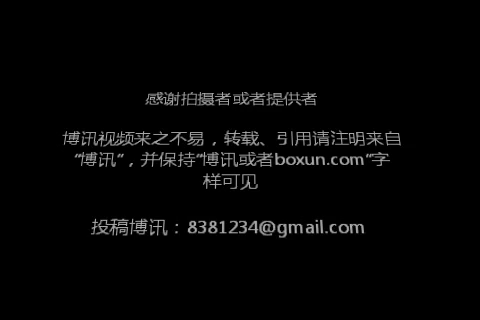 感谢拍摄者或者提供者
博讯视频来之不易，转载、引用请注明来自
"博讯"，并保持"博讯或者boxun.com"字
样可见
投稿博讯：8381234@gmail.com